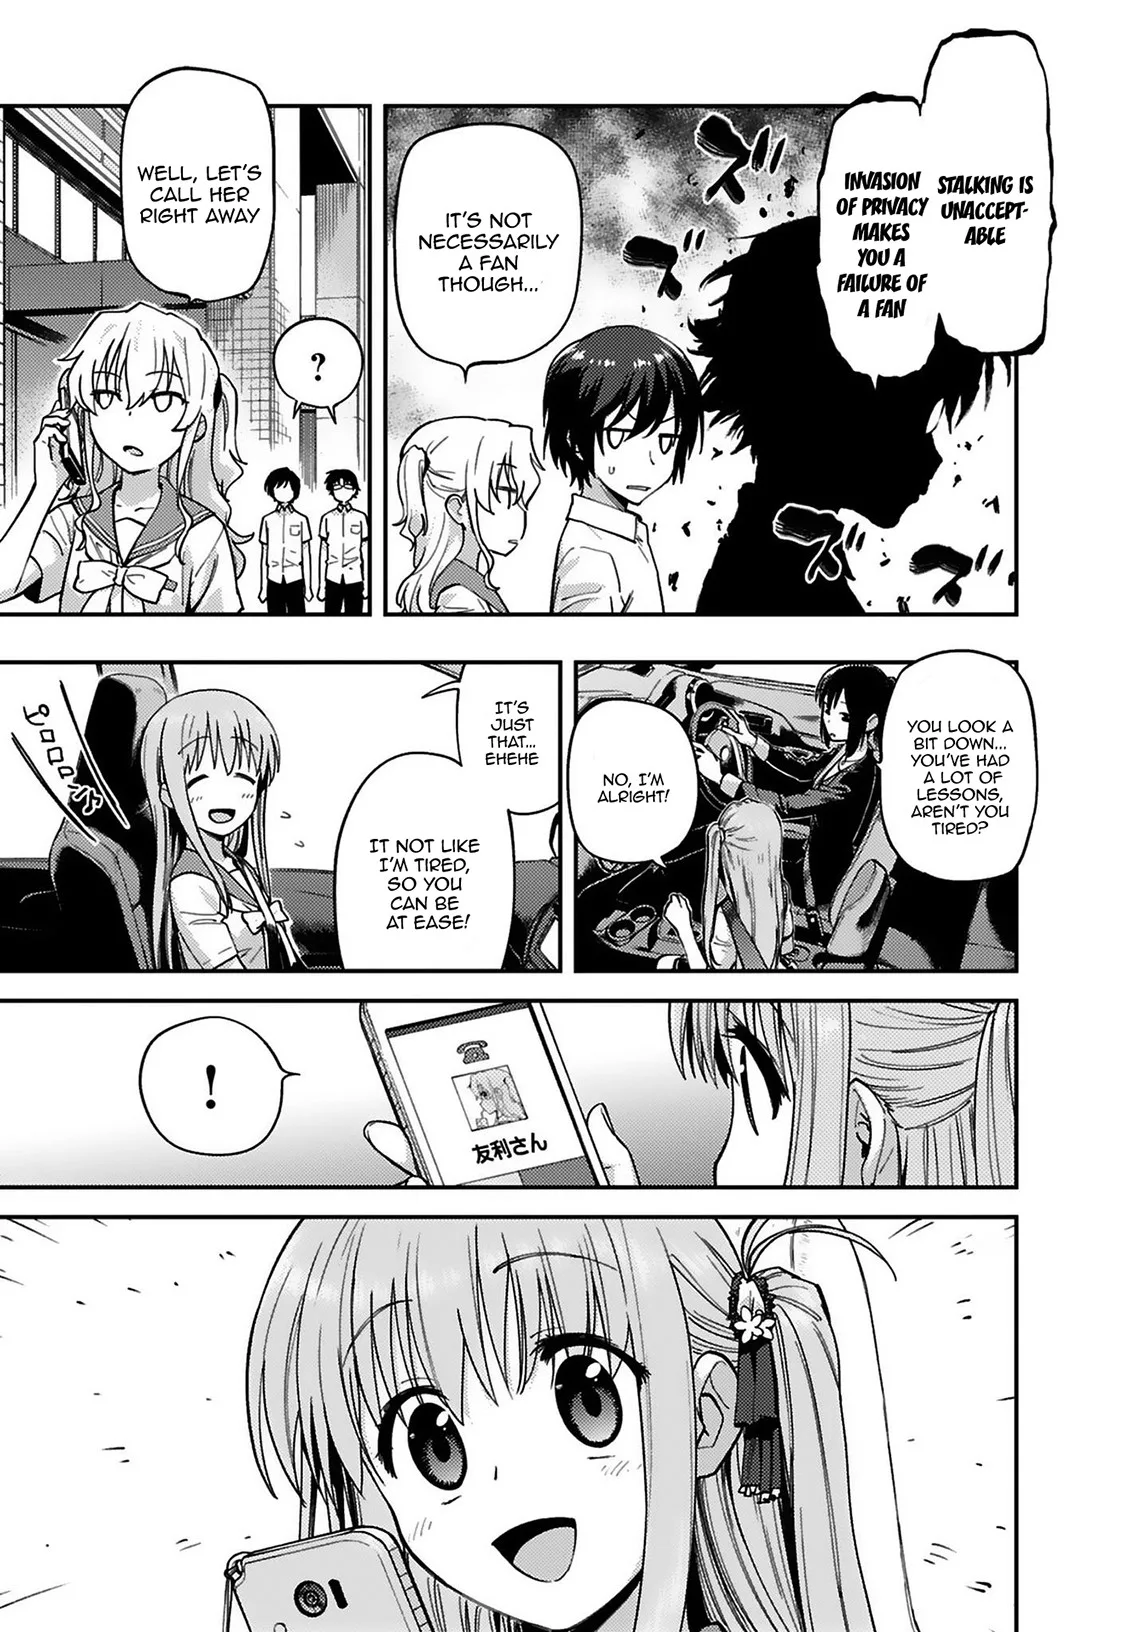 STALKING IS
UNACCEPT-
ABLE
INVASION
OF PRIVACY
MAKES
YOU A
FAILURE OF
A FAN
ズ
ズ
ズ
IT'S NOT
NECESSARILY
A FAN
THOUGH...
WELL, LET'S
CALL HER
RIGHT AWAY
?
YOU LOOK A
BIT DOWN...
YOU'VE HAD
A LOT OF
LESSONS,
AREN'T YOU
TIRED?
NO, I'M
ALRIGHT!
IT'S
JUST
THAT...
EHEHE
IT NOT LIKE
I'M TIRED,
SO YOU
CAN BE
AT EASE!
友利さん
!